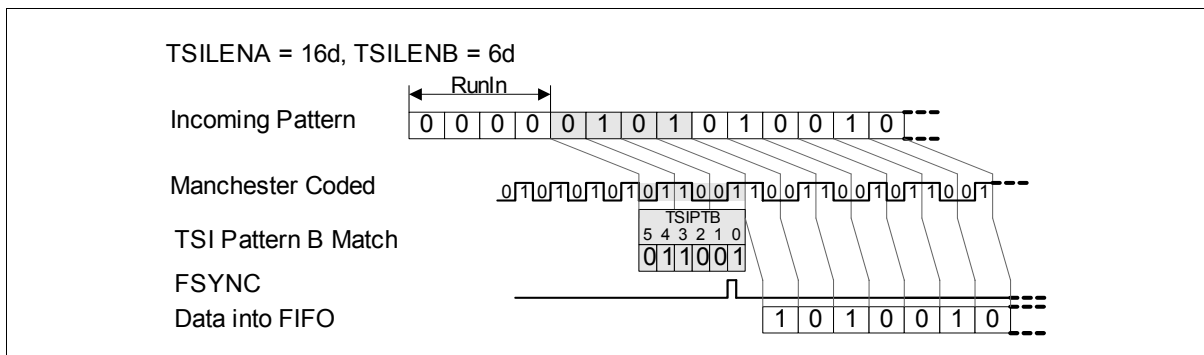 TSILENA = 16d, TSILENB = 6d
RunIn
Incoming Pattern 0 0 0 0 0 1 0 1 0 1 0 0 1 0
Manchester Coded 0 1 0 1 0 1 0 1 0 1 1 0 0 1 1 0 0 1 1 0 0 1 0 1 1 0 0 1
TSIPTB
TSI Pattern B Match 5 4 3 2 1 0
0 1 1 0 0 1
FSYNC
Data into FIFO 1 0 1 0 0 1 0